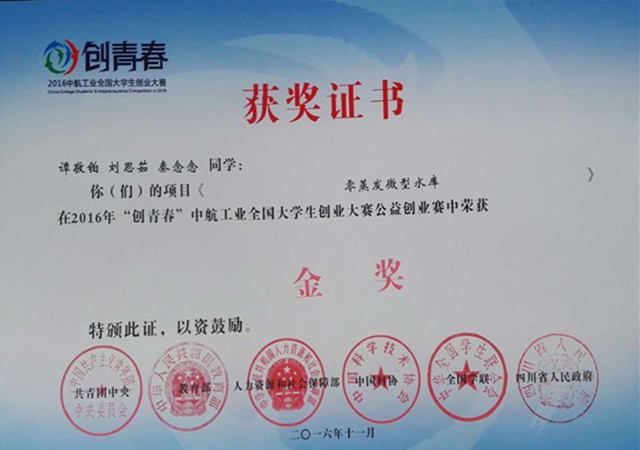 创青春
2016中航工业全国大学生创业大赛
China College Students' Entrepreneurship Competition in 2016
获奖证书
谭敬铂 刘思茹 秦念念 同学：
你（们）的项目《 零蒸发微型水库 》
在2016年“创青春”中航工业全国大学生创业大赛公益创业赛中荣获
金奖
特颁此证，以资鼓励。
共青团中央 教育部 人力资源和社会保障部 中国科协 全国学联 四川省人民政府
二〇一六年十一月